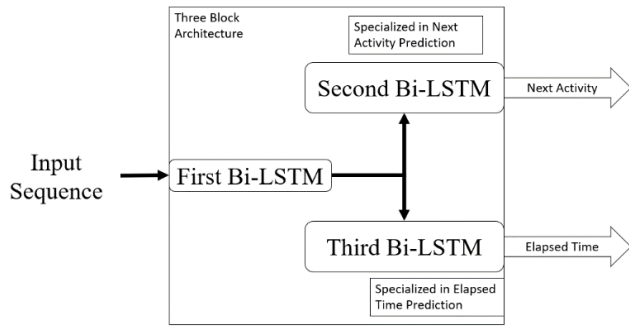 Three Block
Architecture
Specialized in Next
Activity Prediction
Second Bi-LSTM
Next Activity
Input
Sequence
First Bi-LSTM
Third Bi-LSTM
Elapsed Time
Specialized in Elapsed
Time Prediction